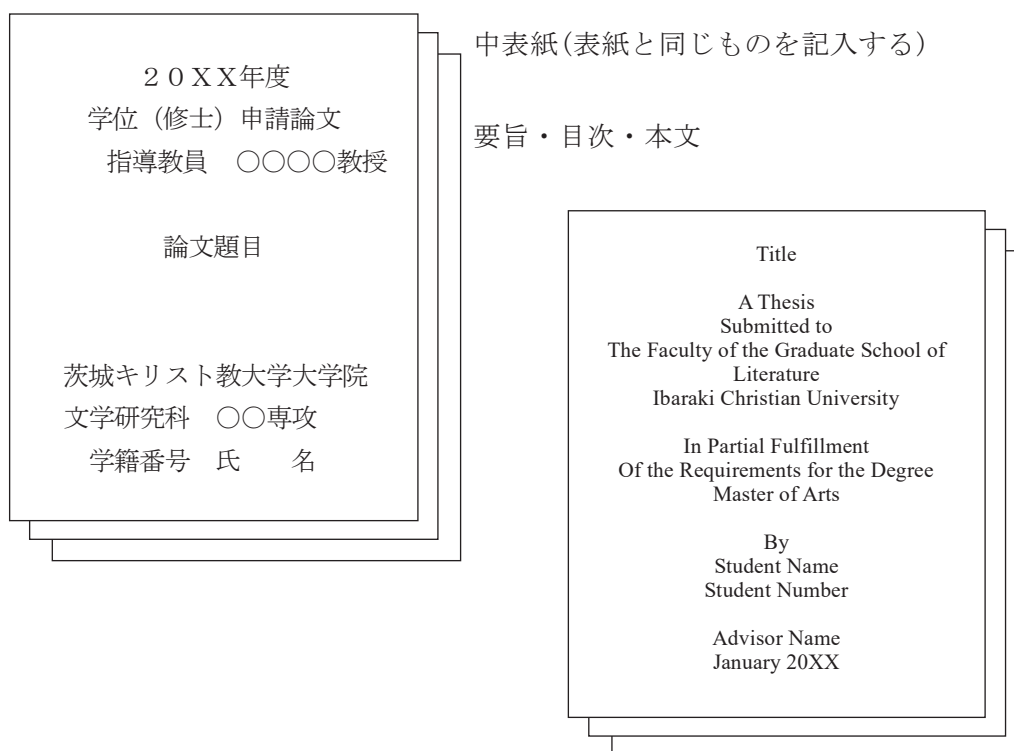 ２０ＸＸ年度
学位（修士）申請論文
指導教員　○○○○教授
論文題目
茨城キリスト教大学大学院
文学研究科　○○専攻
学籍番号　氏　　名
中表紙(表紙と同じものを記入する)
要旨・目次・本文
Title
A Thesis
Submitted to
The Faculty of the Graduate School of
Literature
Ibaraki Christian University
In Partial Fulfillment
Of the Requirements for the Degree
Master of Arts
By
Student Name
Student Number
Advisor Name
January 20XX